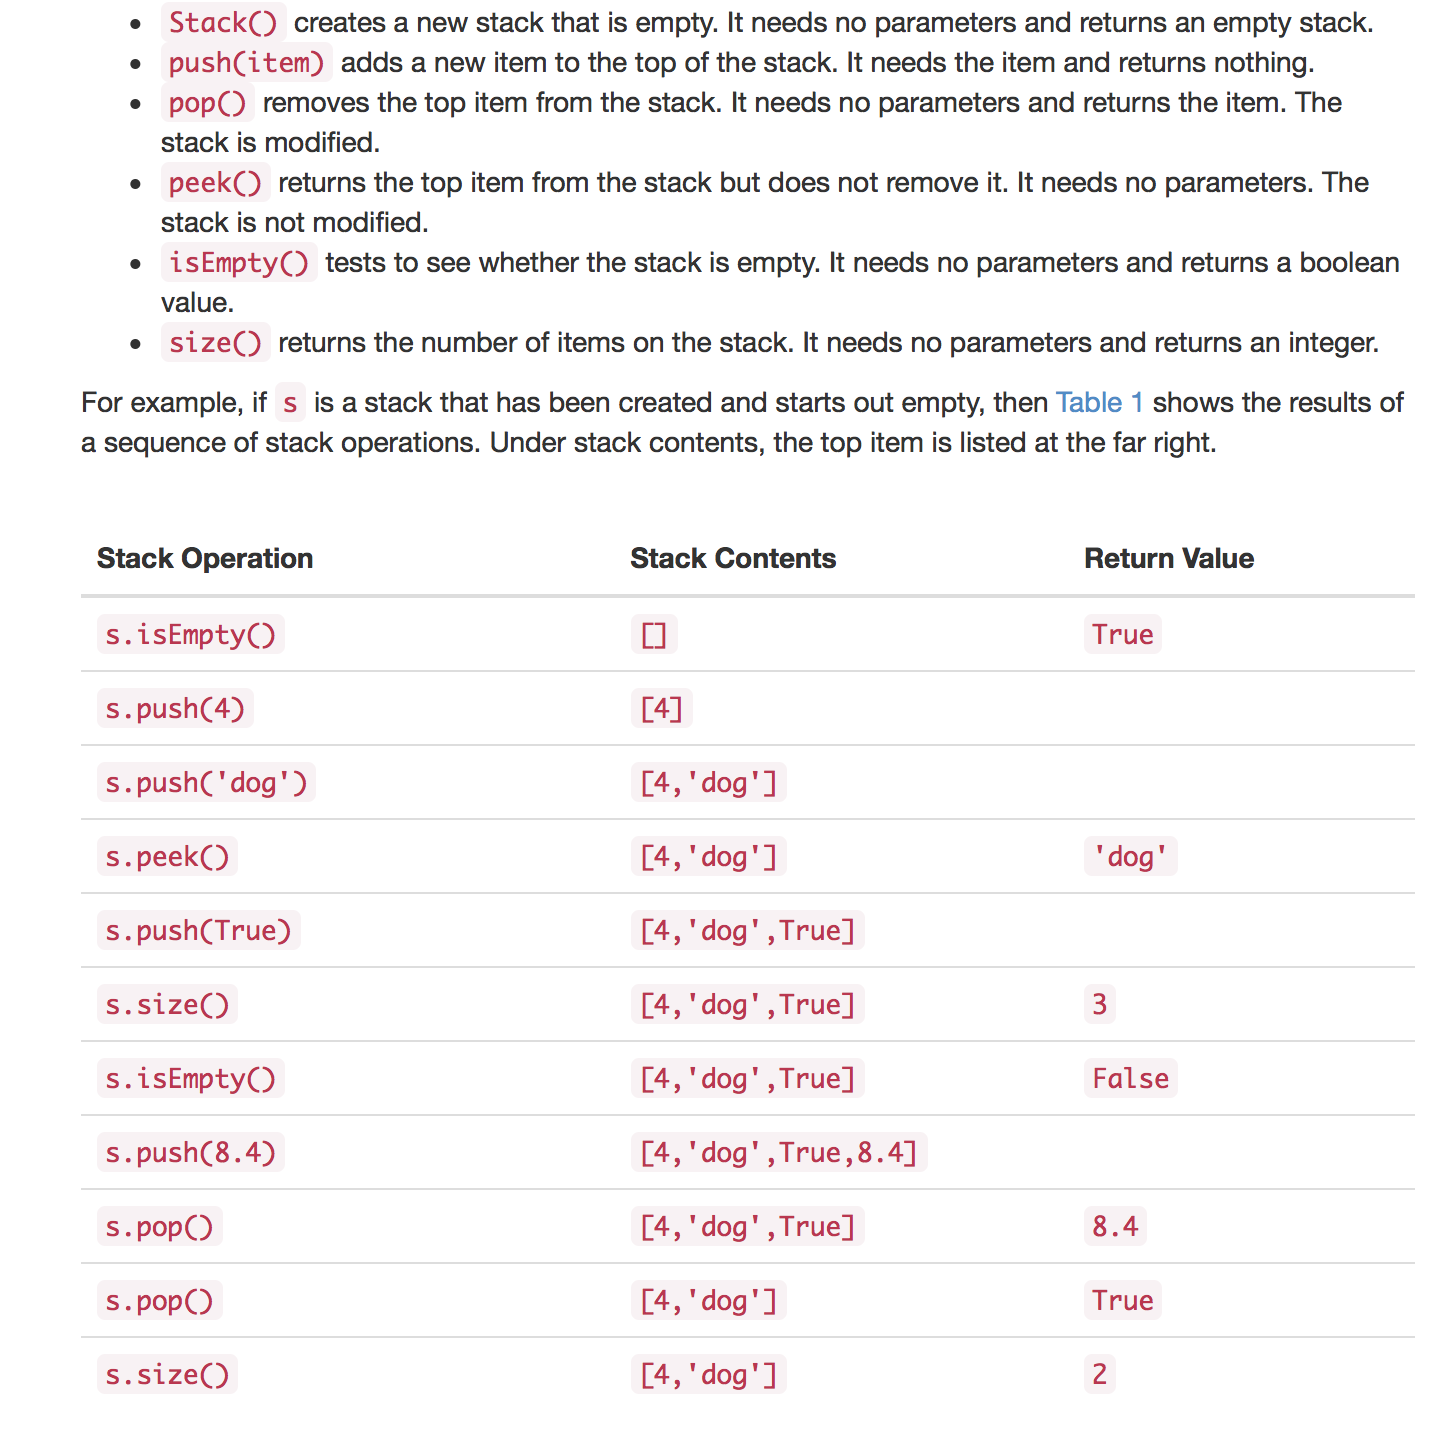 Stack() creates a new stack that is empty. It needs no parameters and returns an empty stack.
push(item) adds a new item to the top of the stack. It needs the item and returns nothing.
pop() removes the top item from the stack. It needs no parameters and returns the item. The
stack is modified.
peek() returns the top item from the stack but does not remove it. It needs no parameters. The
stack is not modified.
isEmpty() tests to see whether the stack is empty. It needs no parameters and returns a boolean
value.
size() returns the number of items on the stack. It needs no parameters and returns an integer.
For example, if s is a stack that has been created and starts out empty, then Table 1 shows the results of
a sequence of stack operations. Under stack contents, the top item is listed at the far right.
Stack Operation Stack Contents Return Value
s.isEmpty() [] True
s.push(4) [4]
s.push('dog') [4,'dog']
s.peek() [4,'dog'] 'dog'
s.push(True) [4,'dog',True]
s.size() [4,'dog',True] 3
s.isEmpty() [4,'dog',True] False
s.push(8.4) [4,'dog',True,8.4]
s.pop() [4,'dog',True] 8.4
s.pop() [4,'dog'] True
s.size() [4,'dog'] 2